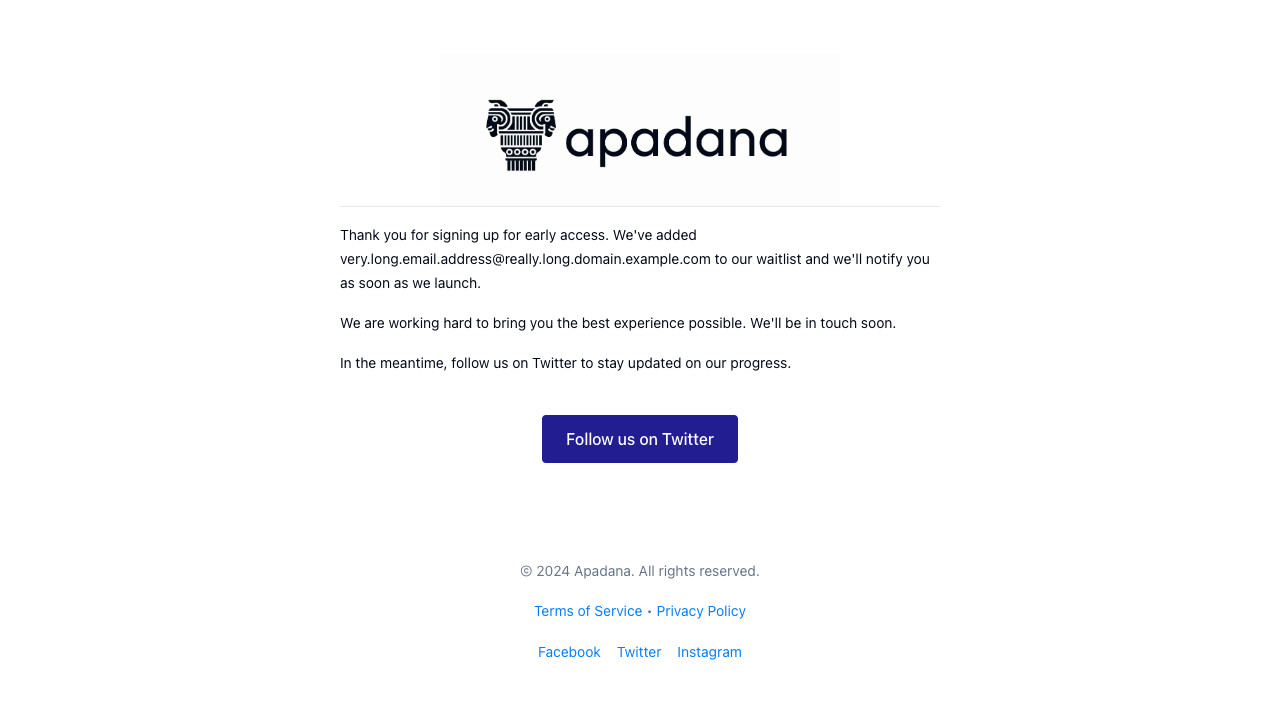 apadana
Thank you for signing up for early access. We've added
very.long.email.address@really.long.domain.example.com to our waitlist and we'll notify you
as soon as we launch.
We are working hard to bring you the best experience possible. We'll be in touch soon.
In the meantime, follow us on Twitter to stay updated on our progress.
Follow us on Twitter
© 2024 Apadana. All rights reserved.
Terms of Service • Privacy Policy
Facebook Twitter Instagram